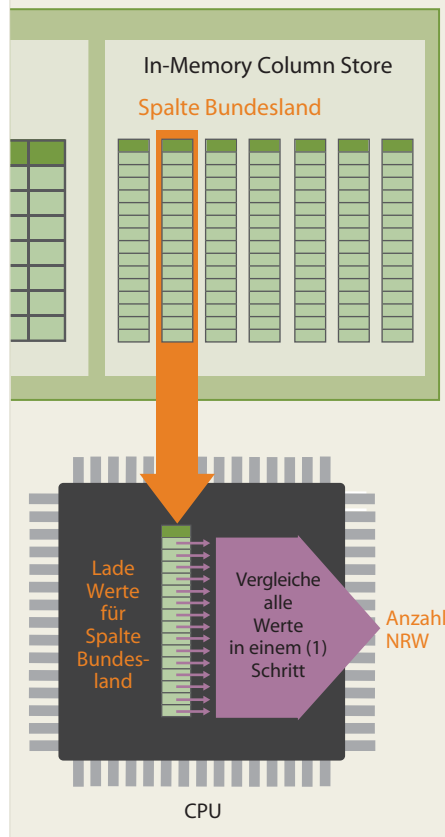 In-Memory Column Store
Spalte Bundesland
Lade
Werte
für
Spalte
Bundes-
land
Vergleiche
alle
Werte
in einem (1)
Schritt
Anzahl
NRW
CPU